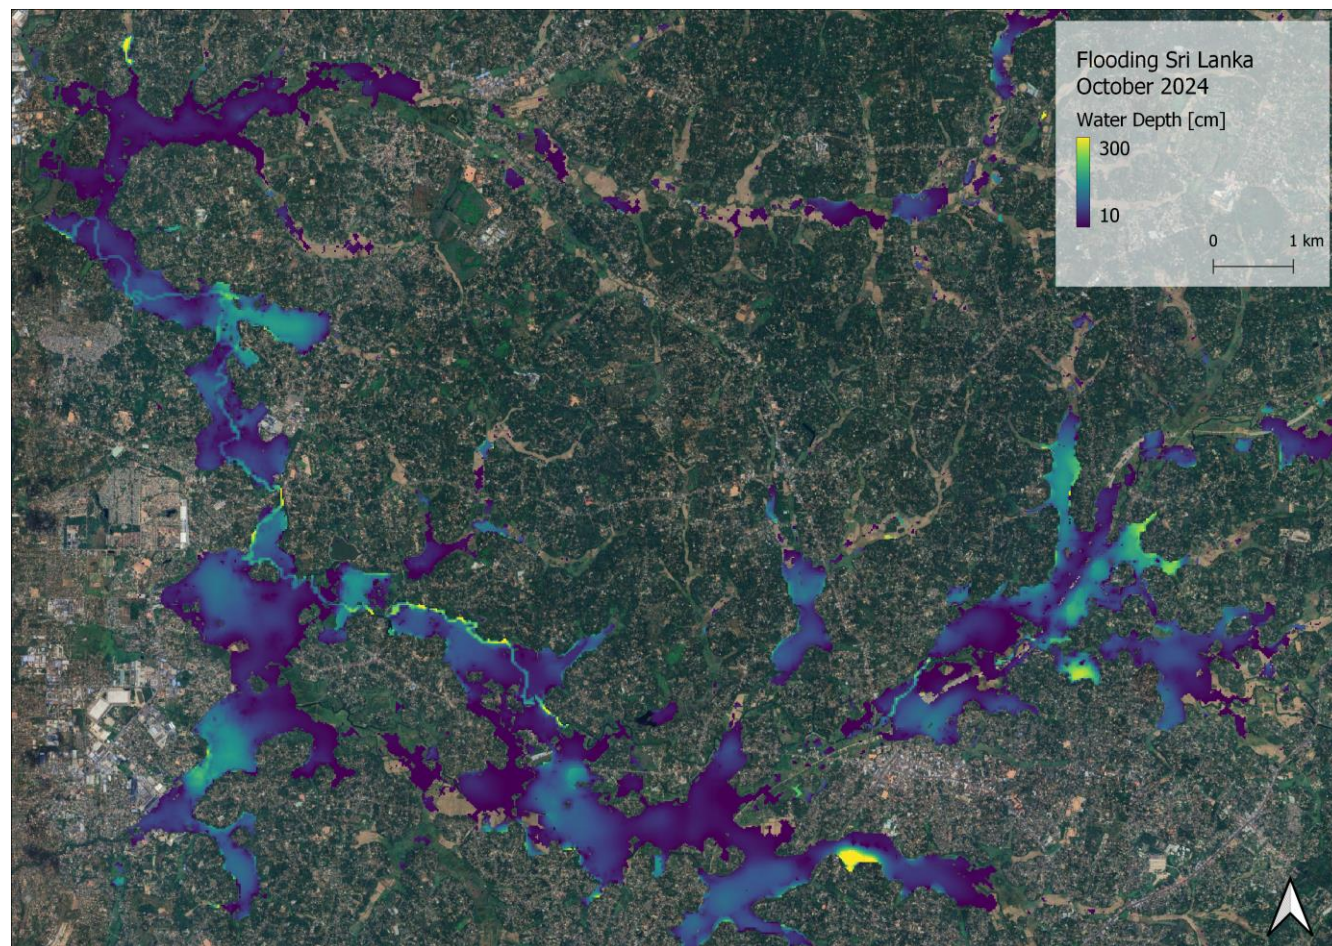 Flooding Sri Lanka
October 2024
Water Depth [cm]
300
10
0 1 km